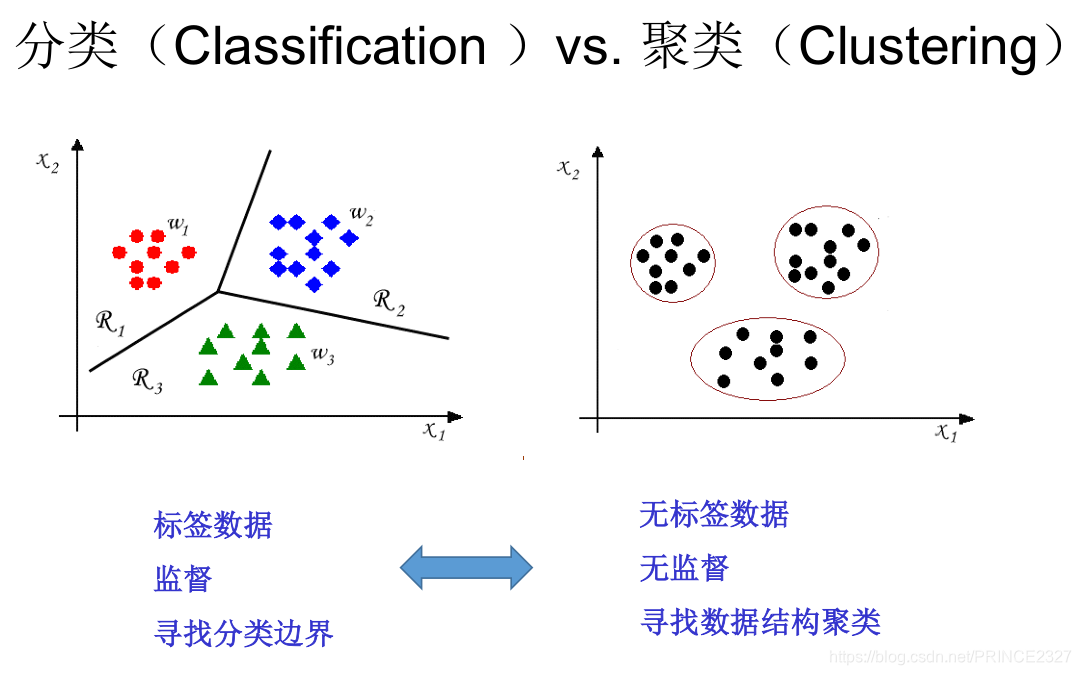 分类（Classification ）vs. 聚类（Clustering）
x2
w1
w2
R1
R2
w3
R3
x1
x2
x1
标签数据
监督
寻找分类边界
无标签数据
无监督
寻找数据结构聚类
https://blog.csdn.net/PRINCE2327